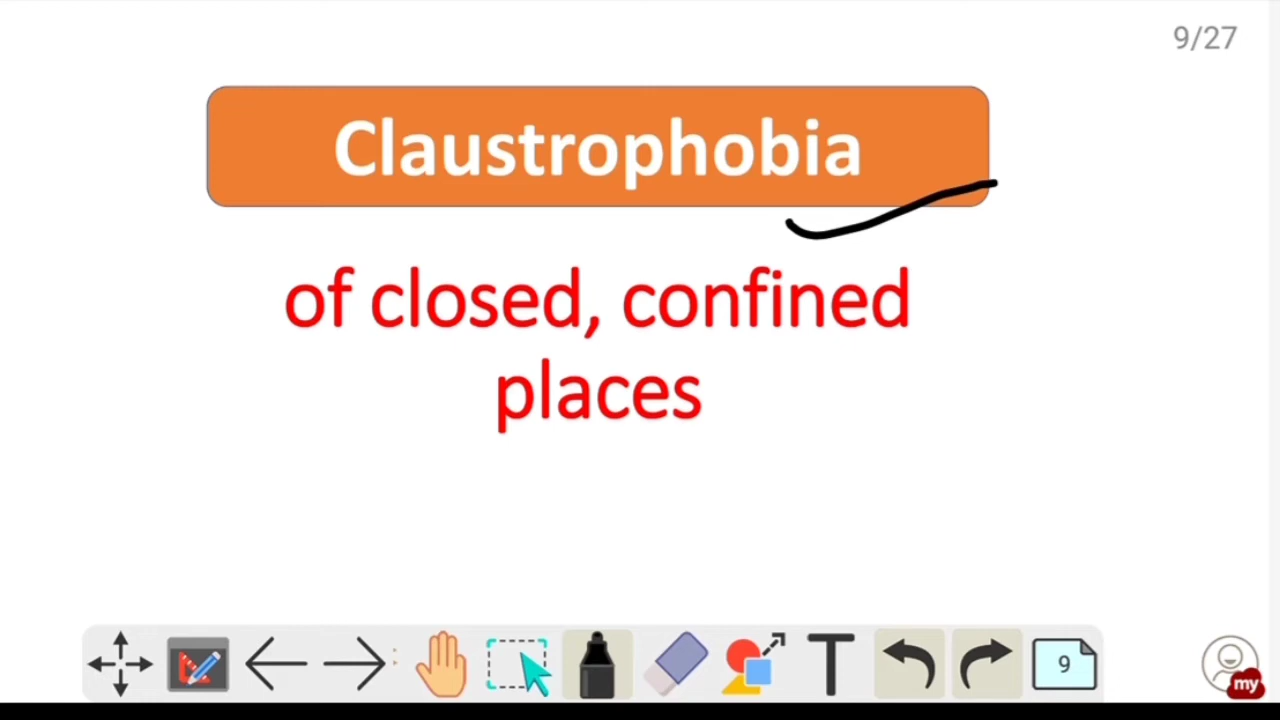 9/27
Claustrophobia
of closed, confined
places
T
9
my